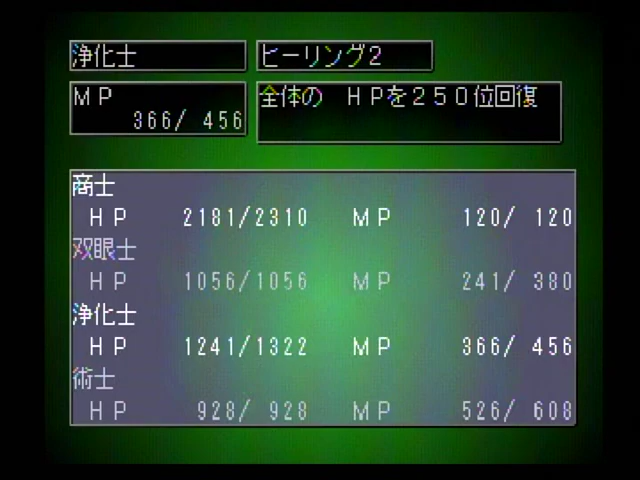 浄化士 ヒーリング2
MP 全体の HPを250位回復
366/ 456
商士
HP 2181/2310 MP 120/ 120
双眼士
HP 1056/1056 MP 241/ 380
浄化士
HP 1241/1322 MP 366/ 456
術士
HP 928/ 928 MP 526/ 608